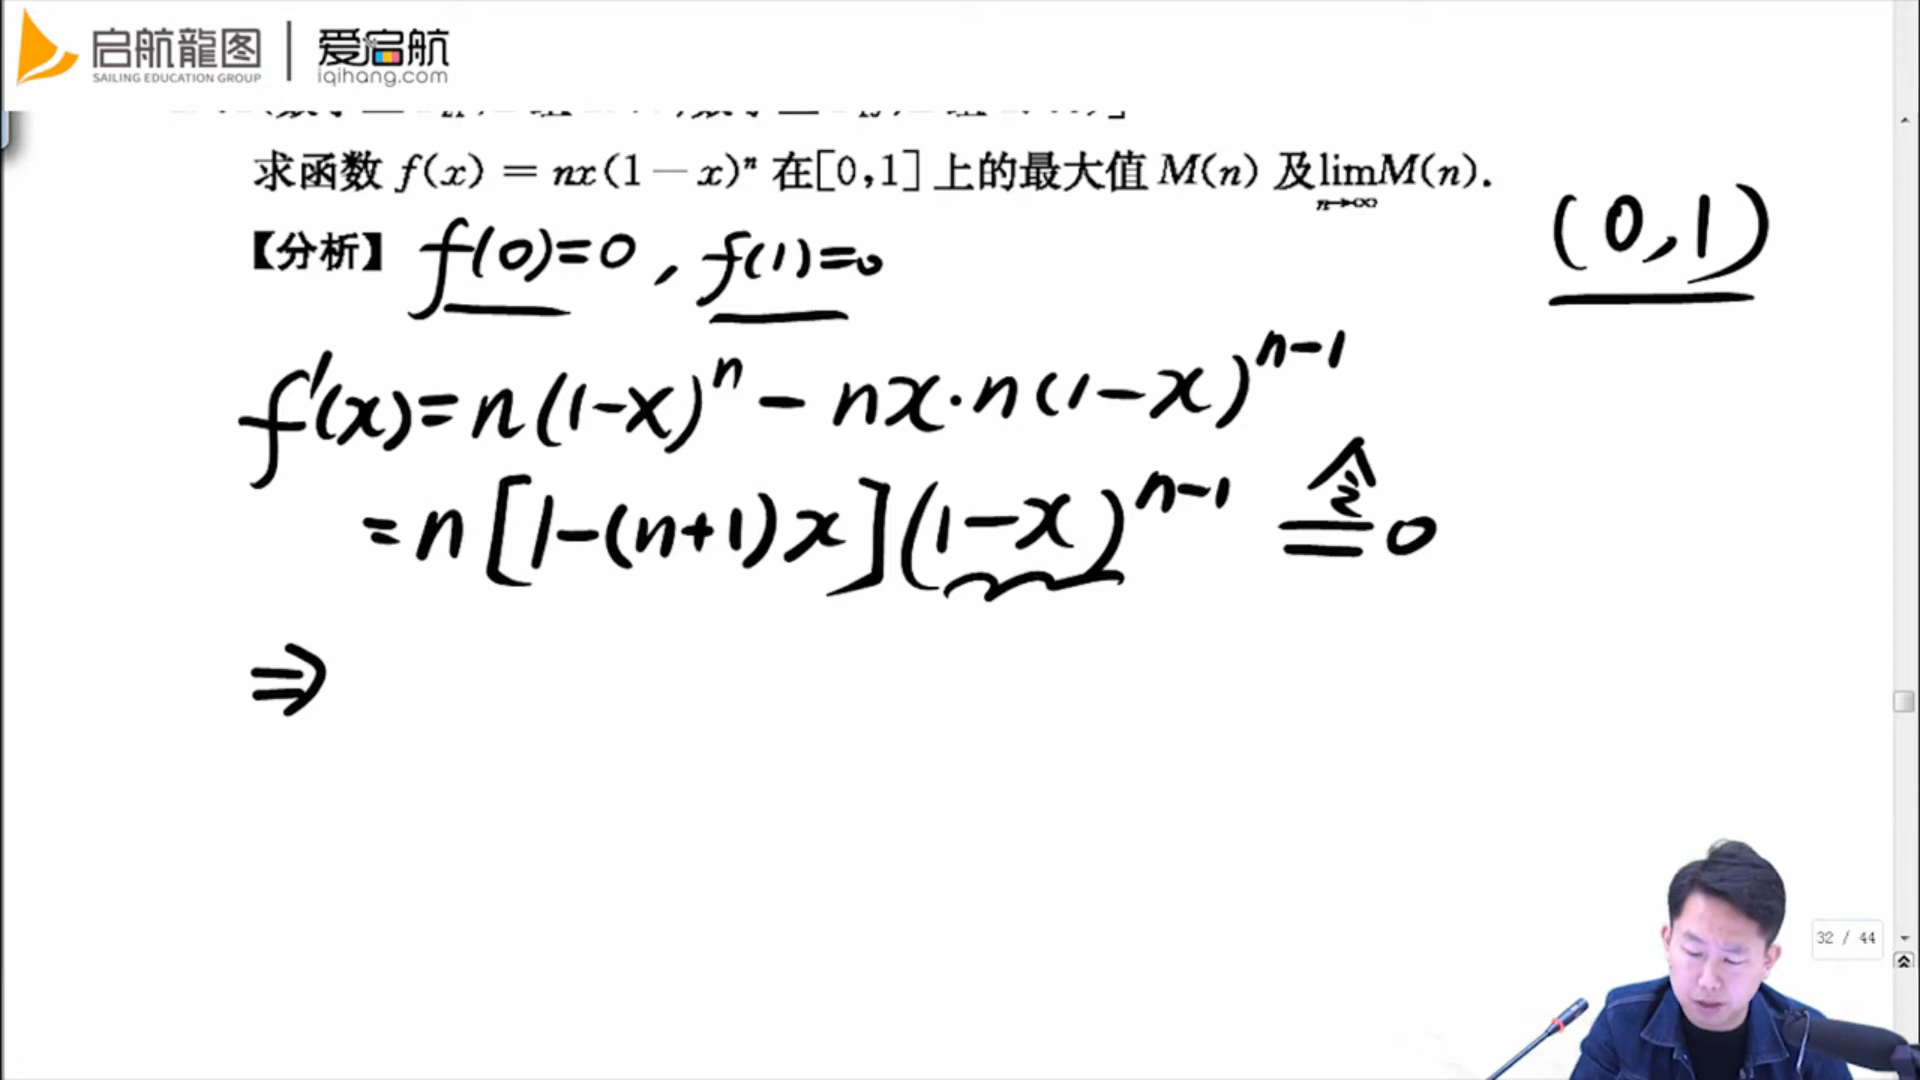 启航龍图 | 爱启航
SAILING EDUCATION GROUP iqihang.com
求函数 f(x) = nx(1－x)ⁿ 在[0,1]上的最大值 M(n) 及 lim M(n).
n→∞
【分析】 f(0)=0 , f(1)=0
(0,1)
f'(x)=n(1-x)ⁿ - nx·n(1-x)ⁿ⁻¹
=n[1-(n+1)x](1-x)ⁿ⁻¹ 令= 0
⇒
32 / 44